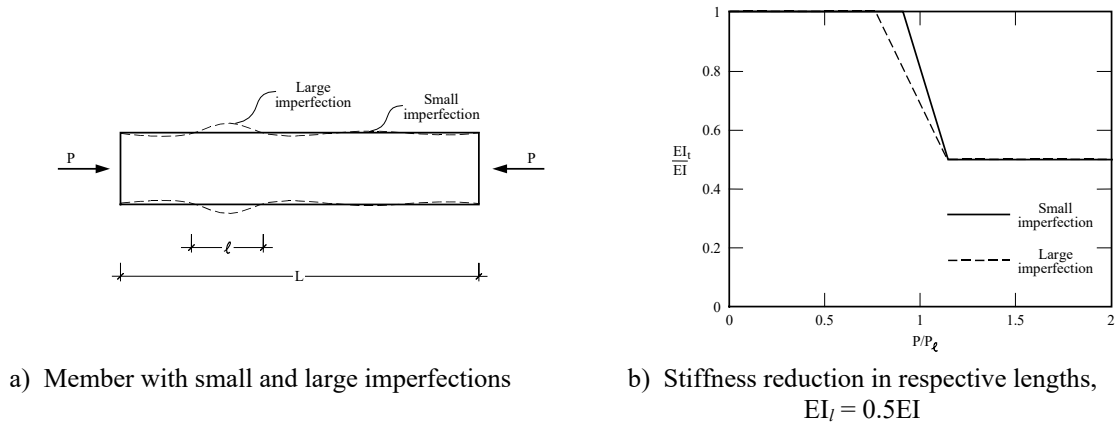 Large
imperfection
Small
imperfection
P
P
ℓ
L
a) Member with small and large imperfections
1
0.8
0.6
EIt
EI
0.4
0.2
0
0
0.5
1
1.5
2
P/Pℓ
Small
imperfection
Large
imperfection
b) Stiffness reduction in respective lengths,
EIl = 0.5EI